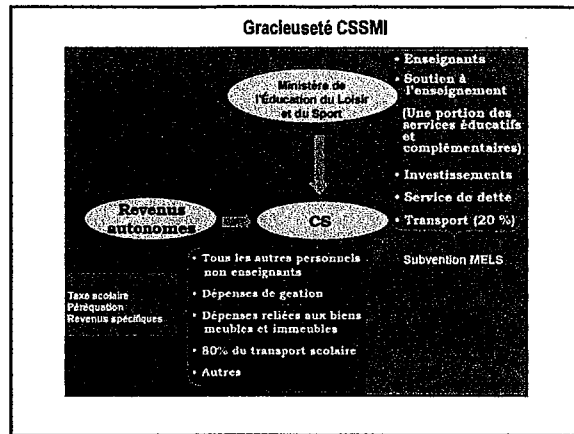 Gracieuseté CSSMI
Ministère de
l'Éducation du Loisir
et du Sport
• Enseignants
• Soutien à
l'enseignement
(Une portion des
services éducatifs
et
complémentaires)
• Investissements
• Service de dette
• Transport (20 %)
Revenus
autonomes
CS
Subvention MELS
Taxe scolaire
Péréquation
Revenus spécifiques
• Tous les autres personnels
non enseignants
• Dépenses de gestion
• Dépenses reliées aux biens
meubles et immeubles
• 80% du transport scolaire
• Autres